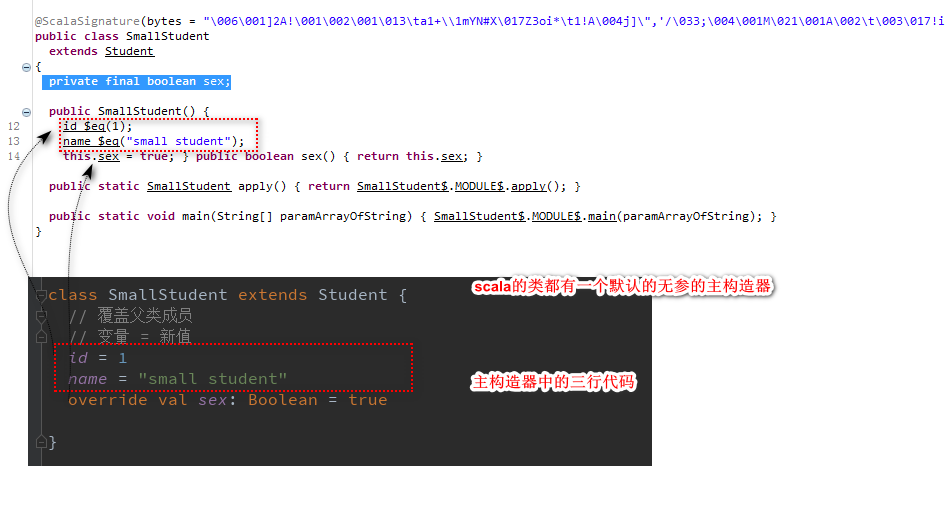 @ScalaSignature(bytes = "\006\001]2A!\001\002\001\013\ta1+\\1mYN#X\017Z3oi*\t1!A\004j]\",'/\033;\004\001M\021\001A\002\t\003\017!i
public class SmallStudent
extends Student
{
private final boolean sex;
public SmallStudent() {
12 id_$eq(1);
13 name_$eq("small student");
14 this.sex = true; } public boolean sex() { return this.sex; }
public static SmallStudent apply() { return SmallStudent$.MODULE$.apply(); }
public static void main(String[] paramArrayOfString) { SmallStudent$.MODULE$.main(paramArrayOfString); }
}
scala的类都有一个默认的无参的主构造器
class SmallStudent extends Student {
// 覆盖父类成员
// 变量 = 新值
id = 1
name = "small student"
主构造器中的三行代码
override val sex: Boolean = true
}